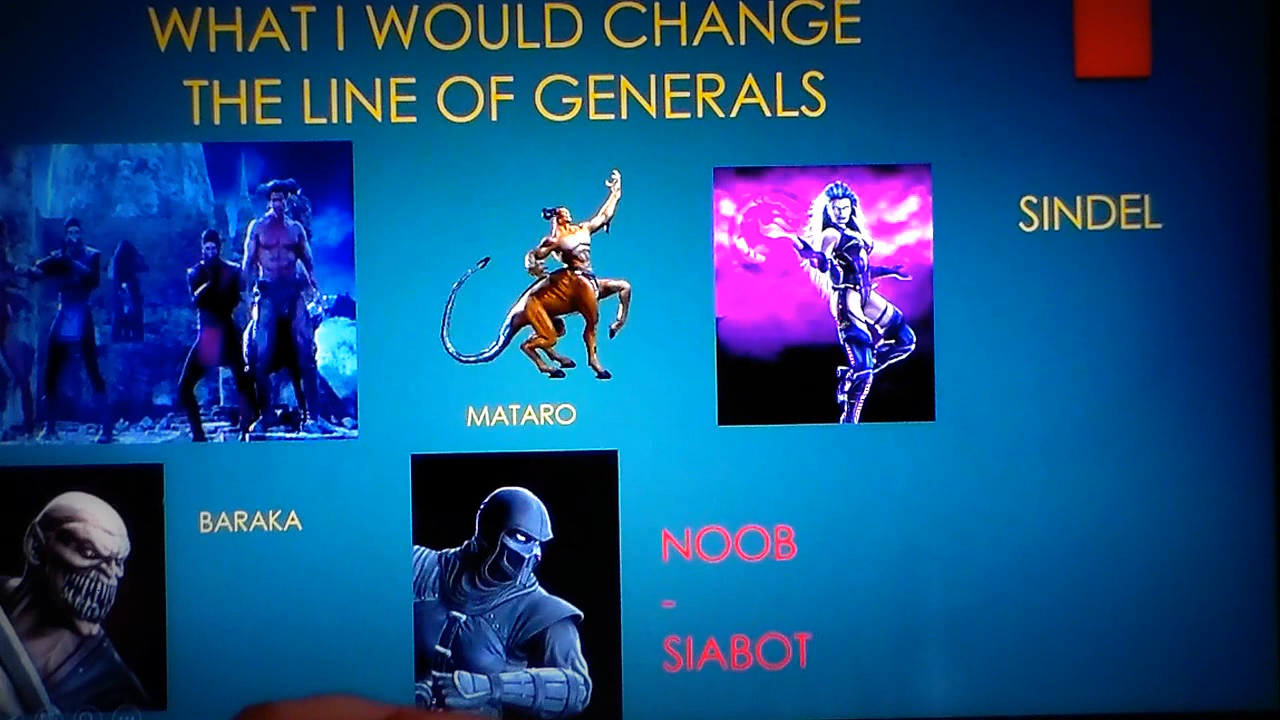 WHAT I WOULD CHANGE
THE LINE OF GENERALS
SINDEL
MATARO
BARAKA
NOOB
-
SIABOT